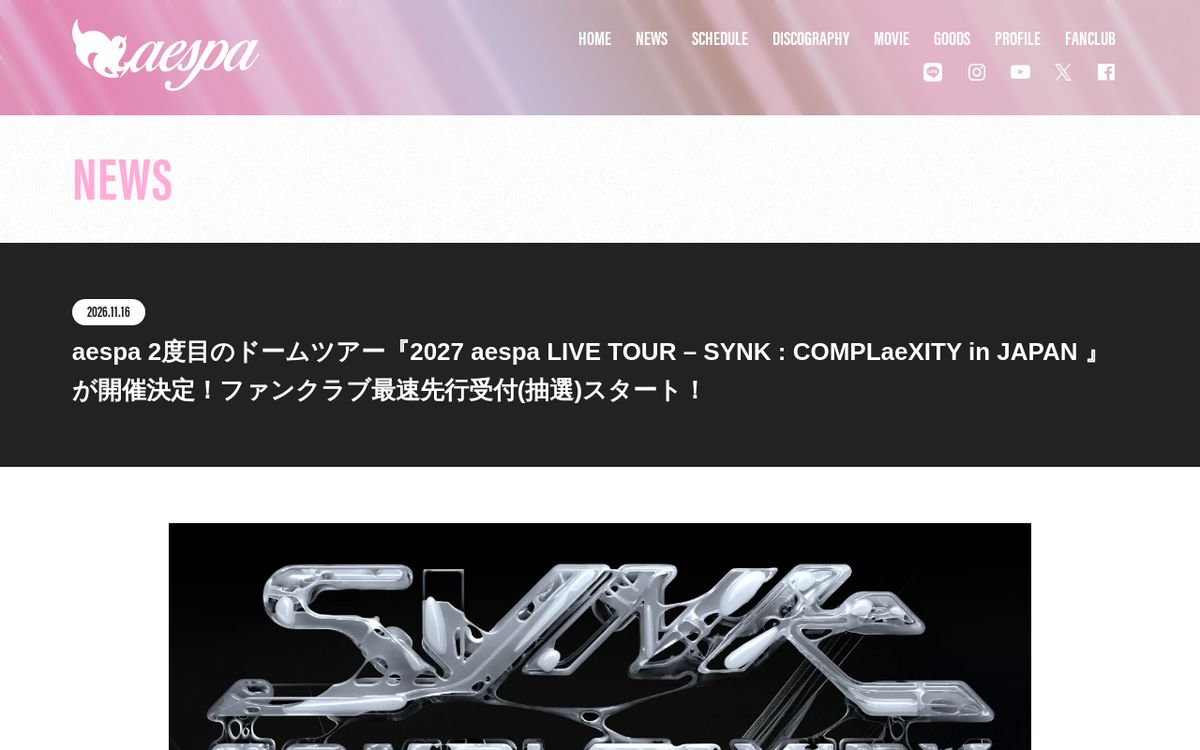 aespa
HOME NEWS SCHEDULE DISCOGRAPHY MOVIE GOODS PROFILE FANCLUB
NEWS
2026.11.16
aespa 2度目のドームツアー『2027 aespa LIVE TOUR – SYNK : COMPLaeXITY in JAPAN 』
が開催決定！ファンクラブ最速先行受付(抽選)スタート！
SYNK